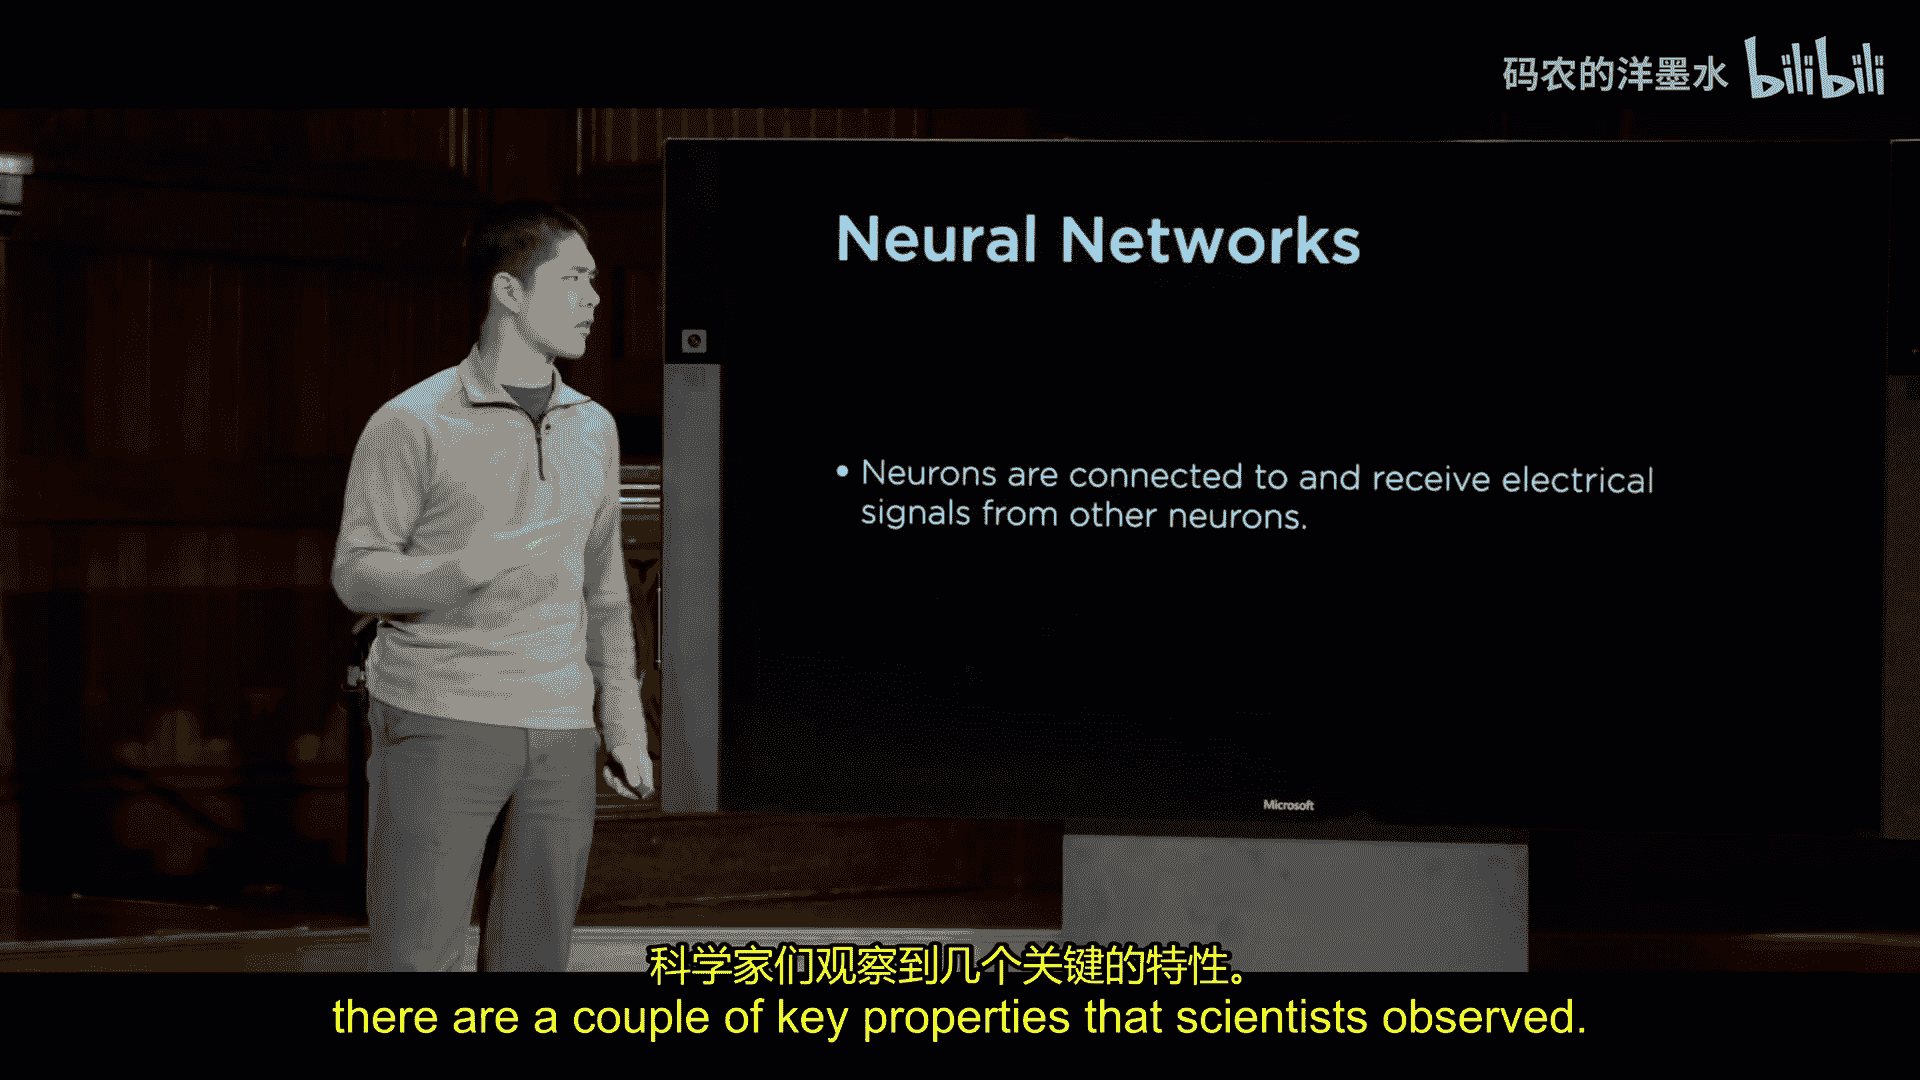 码农的洋墨水 bilibili
Neural Networks
• Neurons are connected to and receive electrical
signals from other neurons.
Microsoft
科学家们观察到几个关键的特性。
there are a couple of key properties that scientists observed.